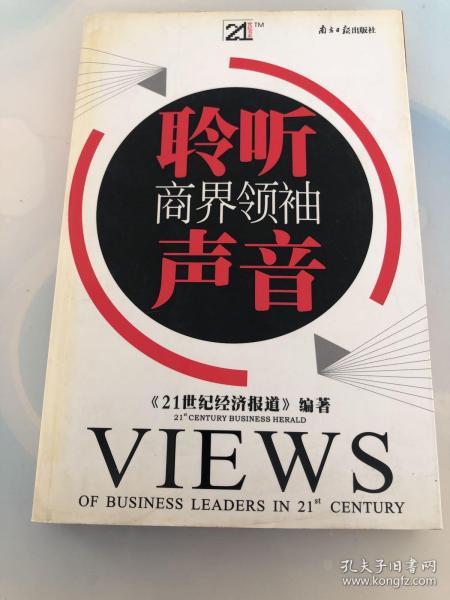 21
TM
南方日报出版社
聆听
商界领袖
声音
《21世纪经济报道》 编著
21st CENTURY BUSINESS HERALD
VIEWS
OF BUSINESS LEADERS IN 21st CENTURY
孔夫子旧书网
www.kongfz.com